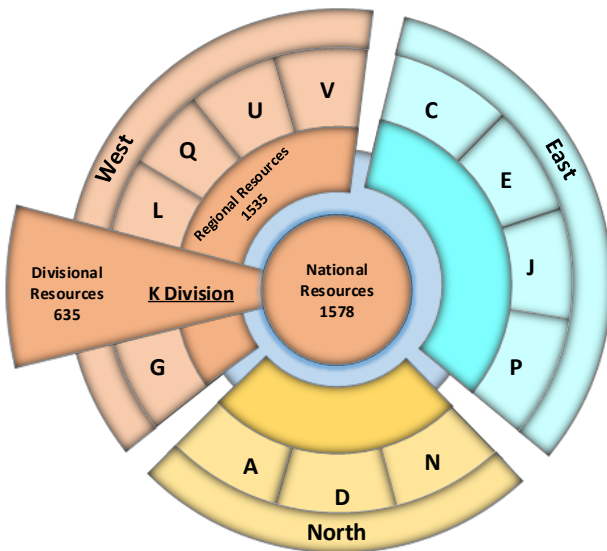 West
V
U
Q
L
Regional Resources
1535
Divisional
Resources
635
K Division
G
National
Resources
1578
East
C
E
J
P
A
D
N
North